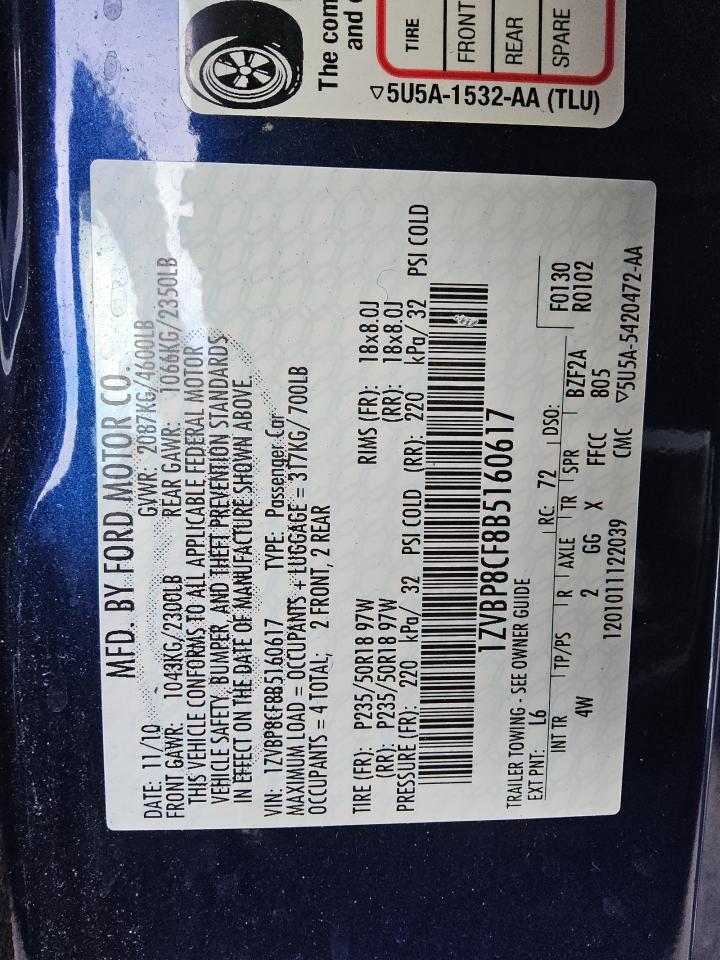 The com
and c
TIRE
FRONT
REAR
SPARE
▽5U5A-1532-AA (TLU)
MFD. BY FORD MOTOR CO.
DATE: 11/10 GVWR: 2087KG/4600LB
FRONT GAWR: 1043KG/2300LB REAR GAWR: 1066KG/2350LB
THIS VEHICLE CONFORMS TO ALL APPLICABLE FEDERAL MOTOR
VEHICLE SAFETY, BUMPER, AND THEFT PREVENTION STANDARDS
IN EFFECT ON THE DATE OF MANUFACTURE SHOWN ABOVE.
VIN: 1ZVBP8CF8B5160617 TYPE: Passenger Car
MAXIMUM LOAD = OCCUPANTS + LUGGAGE = 317KG/700LB
OCCUPANTS = 4 TOTAL; 2 FRONT, 2 REAR
TIRE (FR): P235/50R18 97W RIMS (FR): 18x8.0J
(RR): P235/50R18 97W (RR): 18x8.0J
PRESSURE (FR): 220 kPa/ 32 PSI COLD (RR): 220 kPa/ 32 PSI COLD
1ZVBP8CF8B5160617
TRAILER TOWING - SEE OWNER GUIDE
EXT PNT: L6 RC: 72 DSO: F0130
INT TR TP/PS R AXLE TR SPR R0102
4W 2 GG X FFCC BZF2A
1201011122039 CMC 805
▽5U5A-5420472-AA